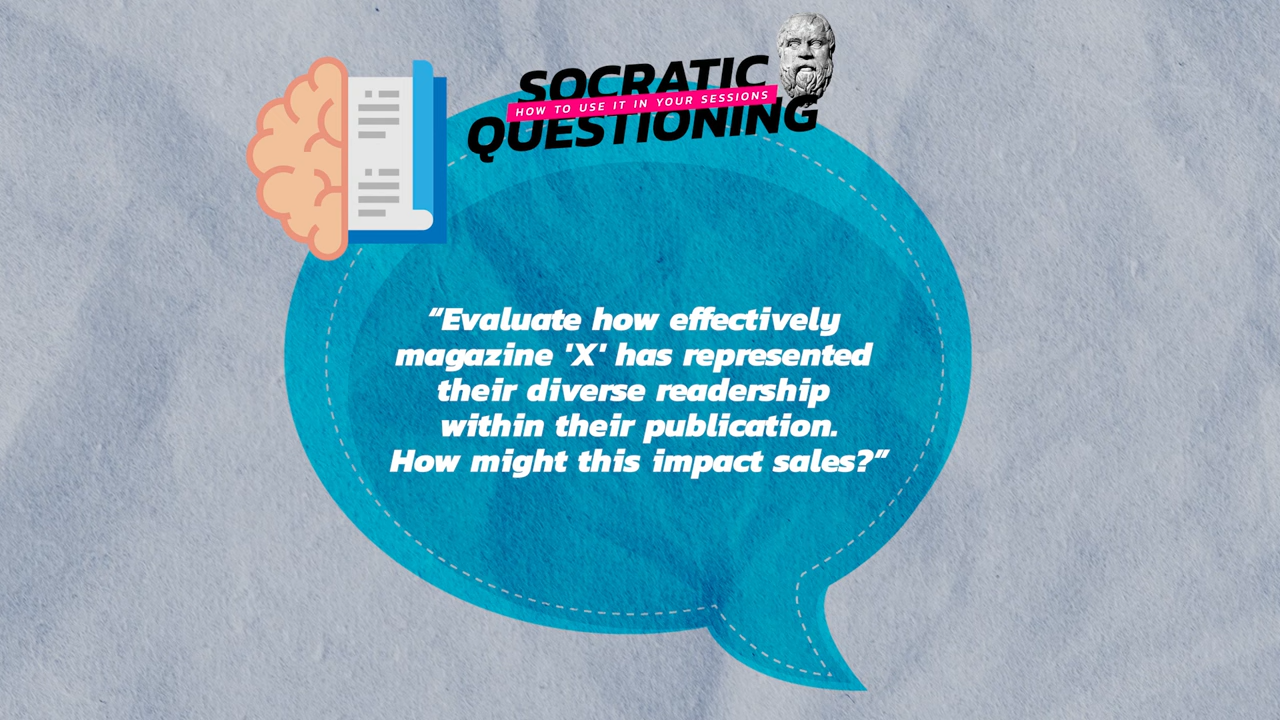 SOCRATIC
HOW TO USE IT IN YOUR SESSIONS
QUESTIONING
“Evaluate how effectively
magazine 'X' has represented
their diverse readership
within their publication.
How might this impact sales?”